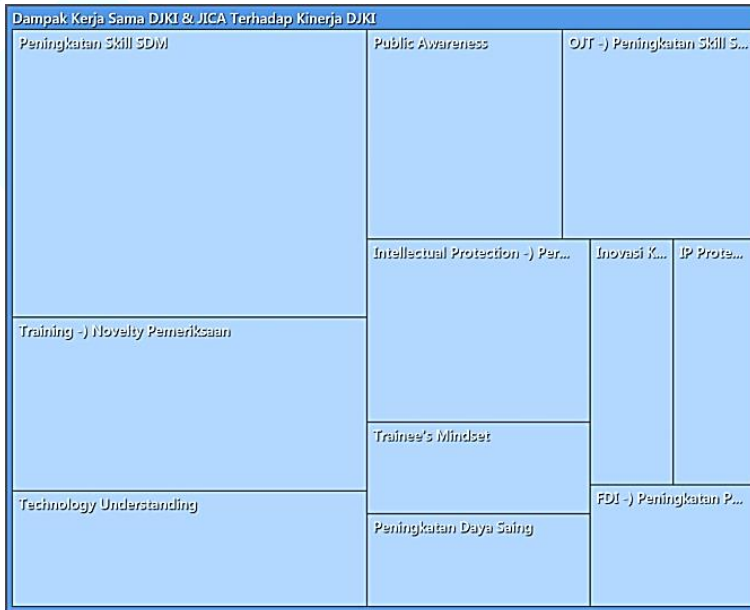 Dampak Kerja Sama DJKI & JICA Terhadap Kinerja DJKI
Peningkatan Skill SDM
Public Awareness
OJT -) Peningkatan Skill S...
Intellectual Protection -) Per...
Inovasi K...
IP Prote...
Training -) Novelty Pemeriksaan
Trainee's Mindset
Technology Understanding
FDI -) Peningkatan P...
Peningkatan Daya Saing